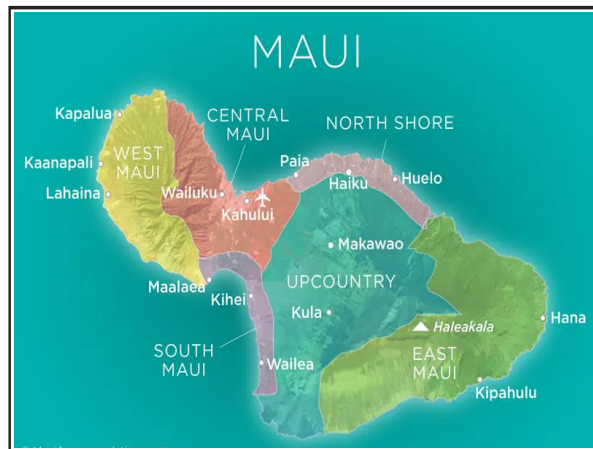 MAUI
Kapalua
CENTRAL
MAUI
NORTH SHORE
WEST
MAUI
Kaanapali
Paia
Haiku
Huelo
Lahaina
Wailuku
Kahului
Makawao
Maalaea
UPCOUNTRY
Kihei
Kula
Haleakala
Hana
SOUTH
MAUI
Wailea
EAST
MAUI
Kipahulu